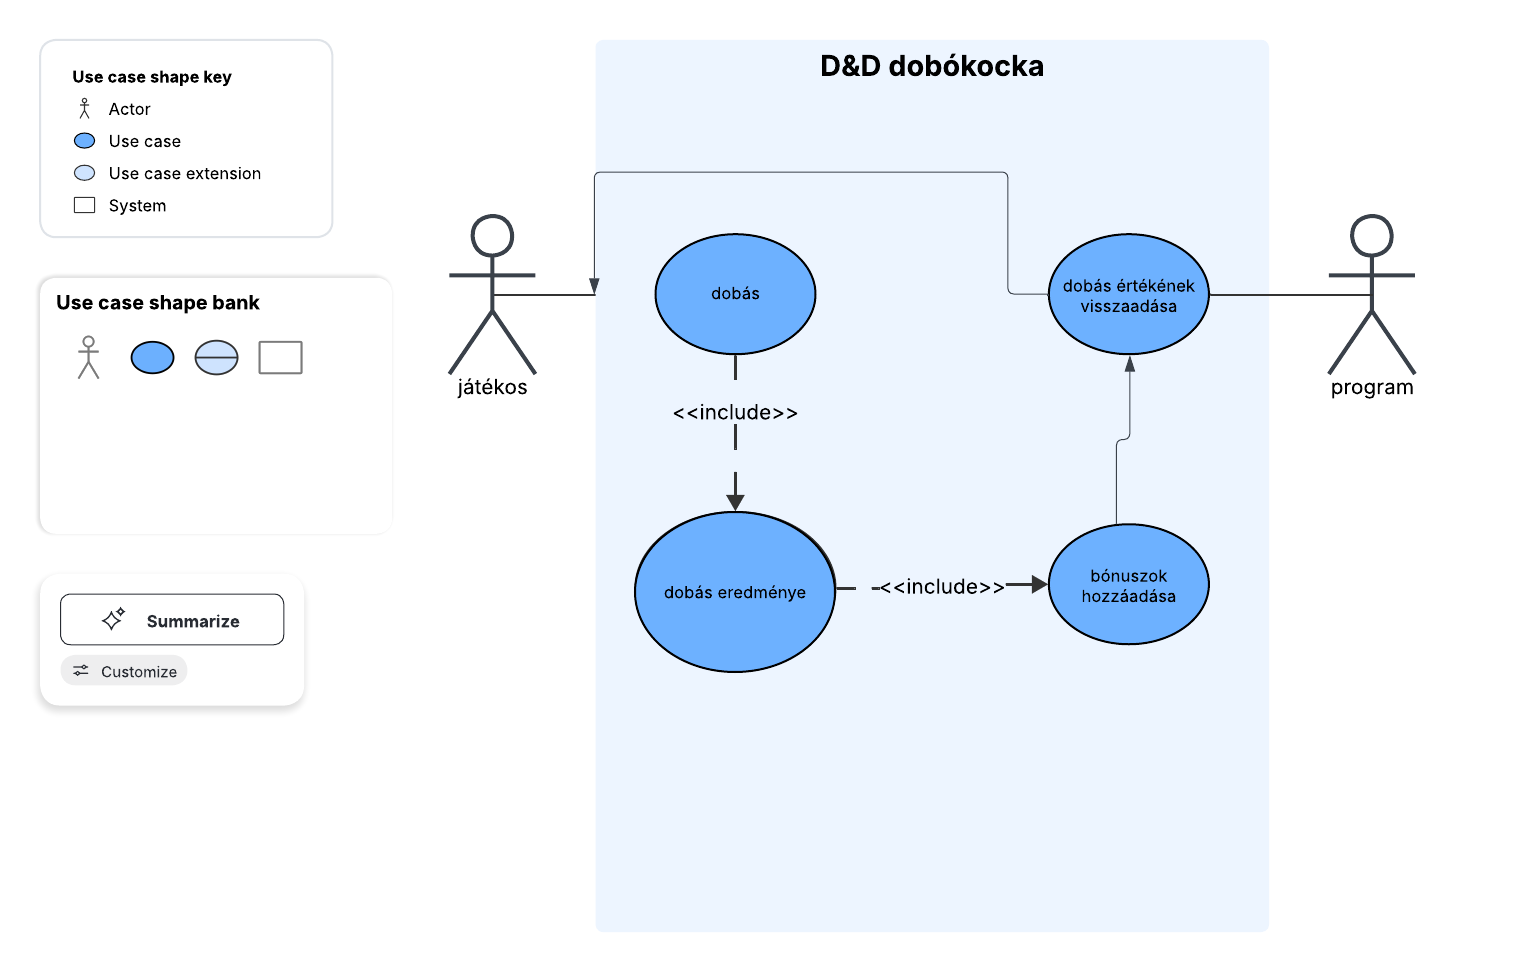 Use case shape key
Actor
Use case
Use case extension
System
Use case shape bank
Summarize
Customize
D&D dobókocka
játékos
dobás
<<include>>
dobás eredménye
<<include>>
bónuszok
hozzáadása
dobás értékének
visszaadása
program